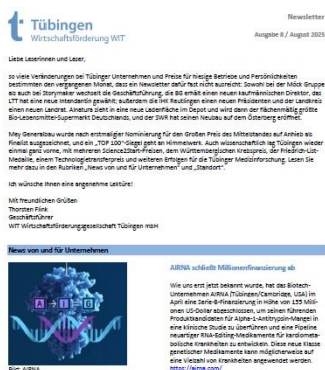 Newsletter
Tübingen
Wirtschaftsförderung WIT
Ausgabe 8 / August 2025
Liebe Leserinnen und Leser,
so viele Veränderungen bei Tübinger Unternehmen und Preise für hiesige Betriebe und Persönlichkeiten
bestimmten den vergangenen Monat, dass ein Newsletter dafür fast nicht ausreicht: Sowohl bei der Möck Gruppe
als auch bei Storymaker wechselt die Geschäftsführung, die BG erhält einen neuen kaufmännischen Direktor, das
LTT hat eine neue Intendantin gewählt; außerdem die IHK Reutlingen einen neuen Präsidenten und der Landkreis
einen neuen Landrat. Alnatura zieht in eine neue Ladenfläche im Depot und wird dann der flächenmäßig größte
Bio-Lebensmittel-Supermarkt Deutschlands, und der SWR hat seinen Neubau auf dem Österberg eröffnet.
May Generalbau wurde nach erstmaliger Nominierung für den Großen Preis des Mittelstandes auf Anhieb als
Finalist ausgezeichnet, und ein „TOP 100“-Siegel geht an Himmelwerk. Auch wissenschaftlich lag Tübingen wieder
einmal ganz vorne, mit mehreren Science2Start-Preisen, dem Württembergischen Krebspreis, der Friedrich-List-
Medaille, einem Technologietransferpreis und weiteren Erfolgen für die Tübinger Medizinforschung. Lesen Sie
mehr dazu in den Rubriken „News von und für Unternehmen“ und „Standort“.
Ich wünsche Ihnen eine angenehme Lektüre!
Mit freundlichen Grüßen
Thorsten Flink
Geschäftsführer
WIT Wirtschaftsförderungsgesellschaft Tübingen mbH
News von und für Unternehmen
A I G
Bild: AIRNA
AIRNA schließt Millionenfinanzierung ab
Wie uns erst jetzt bekannt wurde, hat das Biotech-
Unternehmen AIRNA (Tübingen/Cambridge, USA) im
April eine Serie-B-Finanzierung in Höhe von 155 Milli-
onen US-Dollar abgeschlossen, um seinen führenden
Produktkandidaten für Alpha-1-Antitrypsin-Mangel in
eine klinische Studie zu überführen und eine Pipeline
neuartiger RNA-Editing-Medikamente für kardiometa-
bolische Krankheiten zu entwickeln. Diese neue Klasse
genetischer Medikamente kann möglicherweise auf
eine Vielzahl von Krankheiten angewendet werden.
https://airna.com/